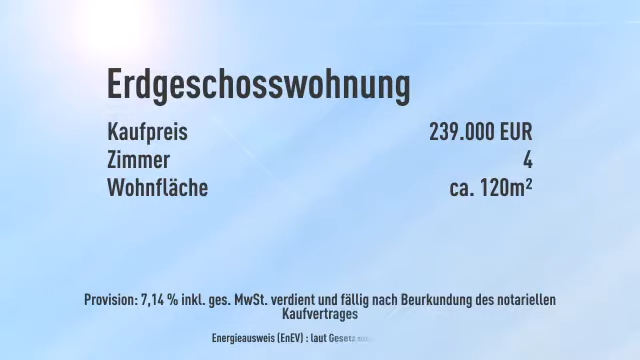 Erdgeschosswohnung
Kaufpreis 239.000 EUR
Zimmer 4
Wohnfläche ca. 120m²
Provision: 7,14 % inkl. ges. MwSt. verdient und fällig nach Beurkundung des notariellen
Kaufvertrages
Energieausweis (EnEV) : laut Gesetz